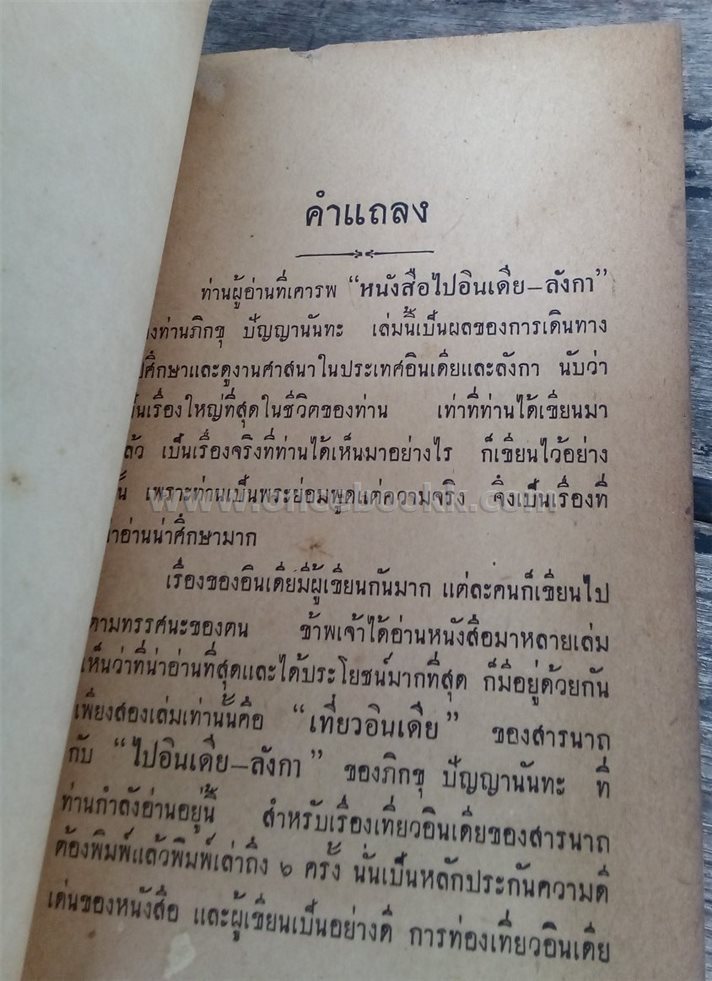 คำแถลง
ท่านผู้อ่านที่เคารพ “หนังสือไปอินเดีย–ลังกา”
งท่านภิกขุ ปัญญานันทะ เล่มนี้เป็นผลของการเดินทาง
ปศึกษาและดูงานศาสนาในประเทศอินเดียและลังกา นับว่า
นเรื่องใหญ่ที่สุดในชีวิตของท่าน เท่าที่ท่านได้เขียนมา
ล้ว เป็นเรื่องจริงที่ท่านได้เห็นมาอย่างไร ก็เขียนไว้อย่าง
นั้น เพราะท่านเป็นพระย่อมพูดแต่ความจริง จึงเป็นเรื่องที่
น่าอ่านน่าศึกษามาก
เรื่องของอินเดียมีผู้เขียนกันมาก แต่ละคนก็เขียนไป
ตามทรรศนะของตน ข้าพเจ้าได้อ่านหนังสือมาหลายเล่ม
เห็นว่าที่น่าอ่านที่สุดและได้ประโยชน์มากที่สุด ก็มีอยู่ด้วยกัน
เพียงสองเล่มเท่านั้นคือ “เที่ยวอินเดีย” ของสารนาถ
กับ “ไปอินเดีย–ลังกา” ของภิกขุ ปัญญานันทะ ที่
ท่านกำลังอ่านอยู่นี้ สำหรับเรื่องเที่ยวอินเดียของสารนาถ
ต้องพิมพ์แล้วพิมพ์เล่าถึง ๖ ครั้ง นั่นเป็นหลักประกันความดี
เด่นของหนังสือ และผู้เขียนเป็นอย่างดี การท่องเที่ยวอินเดีย